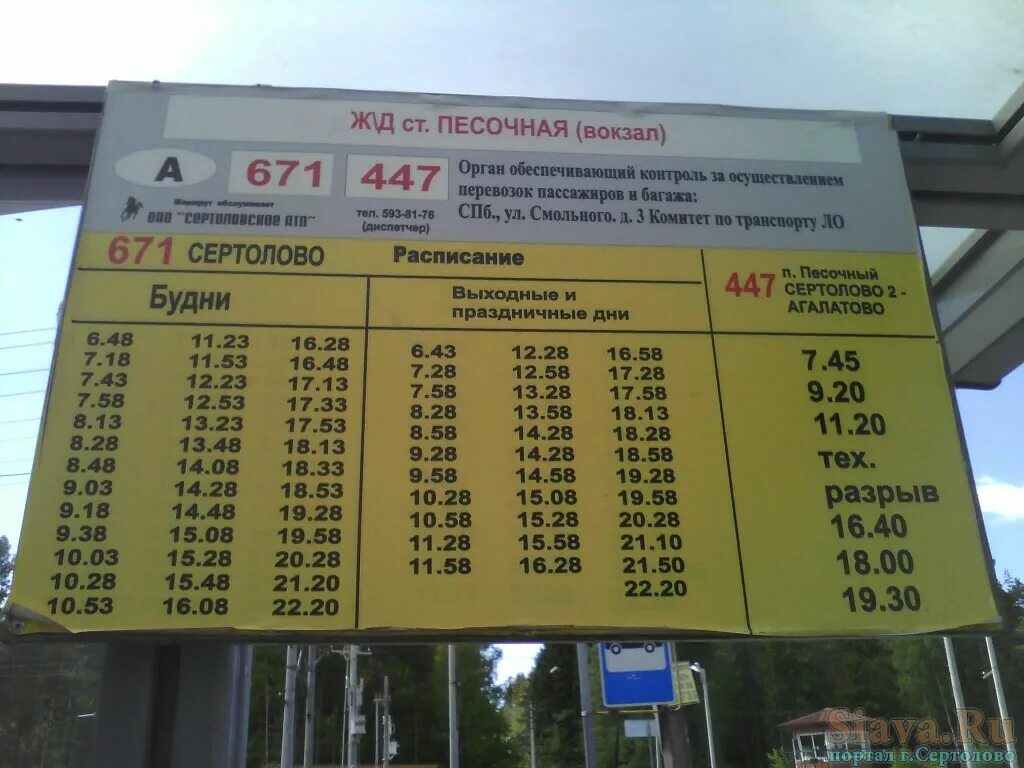 Ж\Д ст. ПЕСОЧНАЯ (вокзал)
А 671 447
Орган обеспечивающий контроль за осуществлением
перевозок пассажиров и багажа:
СПб., ул. Смольного. д. 3 Комитет по транспорту ЛО
Маршрут обслуживает
ОАО "СЕРТОЛОВСКОЕ АТП"
тел. 593-81-76
(диспетчер)
671 СЕРТОЛОВО Расписание
Будни
6.48 11.23 16.28
7.18 11.53 16.48
7.43 12.23 17.13
7.58 12.53 17.33
8.13 13.23 17.53
8.28 13.48 18.13
8.48 14.08 18.33
9.03 14.28 18.53
9.18 14.48 19.28
9.38 15.08 19.58
10.03 15.28 20.28
10.28 15.48 21.20
10.53 16.08 22.20
Выходные и
праздничные дни
6.43 12.28 16.58
7.28 12.58 17.28
7.58 13.28 17.58
8.28 13.58 18.13
8.58 14.28 18.28
9.28 14.28 18.58
9.58 14.58 19.28
10.28 15.08 19.58
10.58 15.28 20.28
11.28 15.58 21.10
11.58 16.28 21.50
22.20
447 п. Песочный
СЕРТОЛОВО 2 -
АГАЛАТОВО
7.45
9.20
11.20
тех.
разрыв
16.40
18.00
19.30
Siava.Ru
портал г.Сертолово